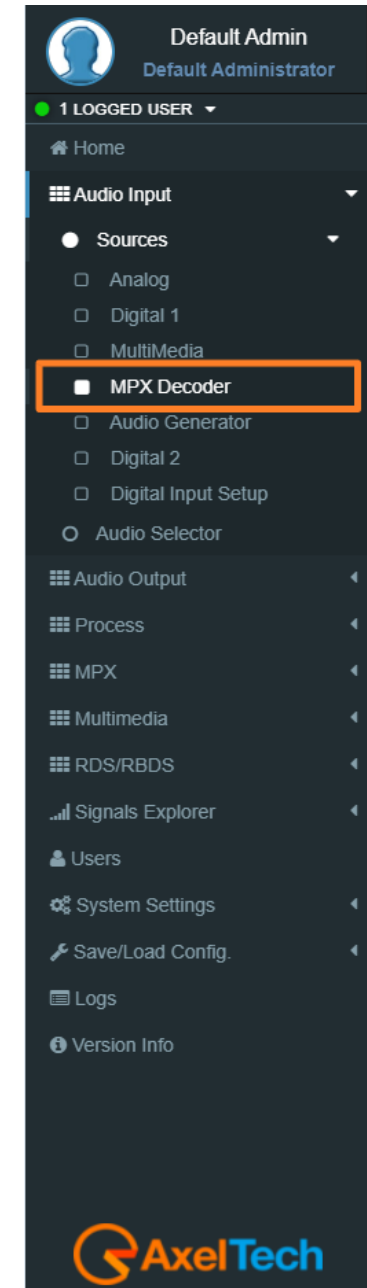 Default Admin
Default Administrator
1 LOGGED USER
Home
Audio Input
Sources
Analog
Digital 1
MultiMedia
MPX Decoder
Audio Generator
Digital 2
Digital Input Setup
Audio Selector
Audio Output
Process
MPX
Multimedia
RDS/RBDS
Signals Explorer
Users
System Settings
Save/Load Config.
Logs
Version Info
AxelTech